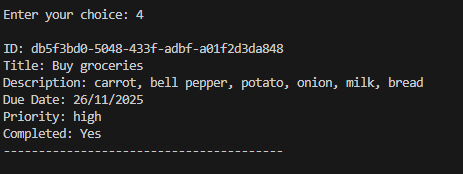 Enter your choice: 4
ID: db5f3bd0-5048-433f-adbf-a01f2d3da848
Title: Buy groceries
Description: carrot, bell pepper, potato, onion, milk, bread
Due Date: 26/11/2025
Priority: high
Completed: Yes
----------------------------------------